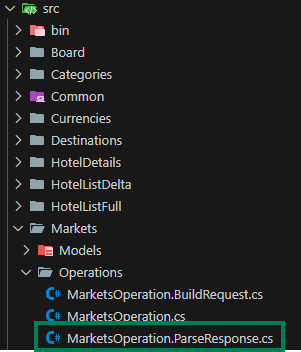 src
bin
Board
Categories
Common
Currencies
Destinations
HotelDetails
HotelListDelta
HotelListFull
Markets
Models
Operations
C# MarketsOperation.BuildRequest.cs
C# MarketsOperation.cs
C# MarketsOperation.ParseResponse.cs